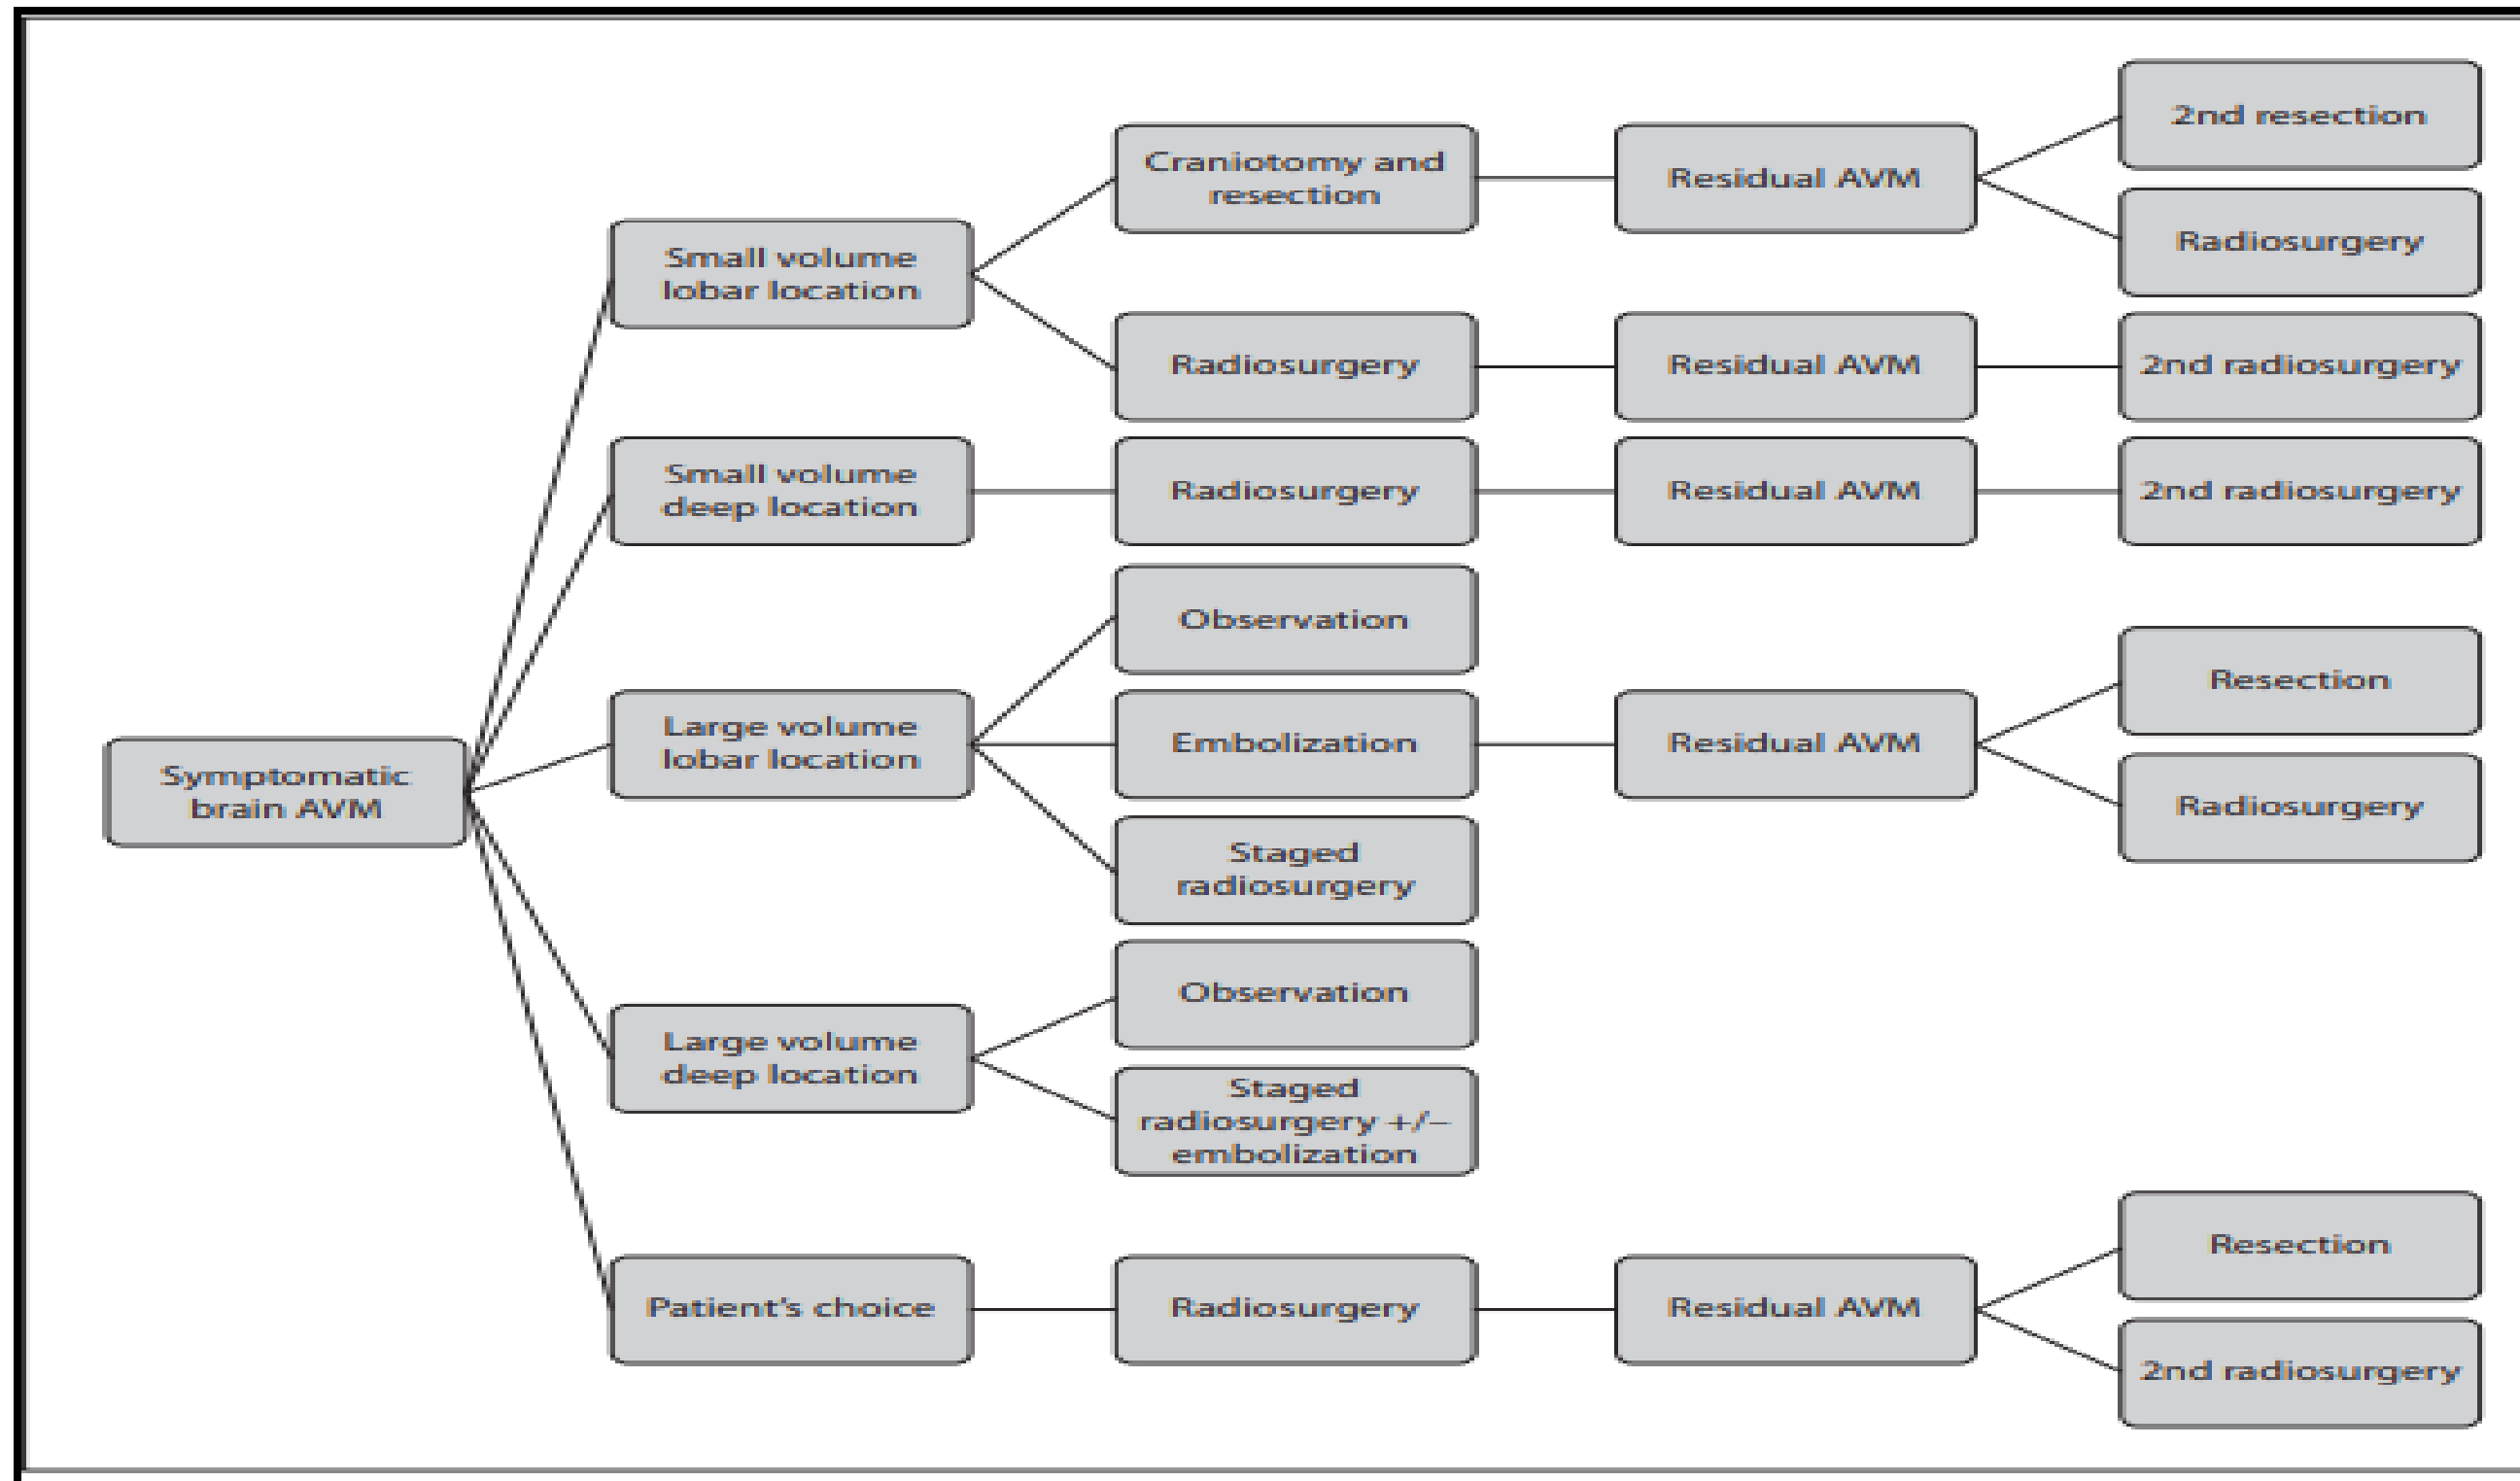 Symptomatic
brain AVM
Small volume
lobar location
Craniotomy and
resection
Residual AVM
2nd resection
Radiosurgery
Radiosurgery
Residual AVM
2nd radiosurgery
Small volume
deep location
Radiosurgery
Residual AVM
2nd radiosurgery
Large volume
lobar location
Observation
Embolization
Residual AVM
Resection
Radiosurgery
Staged
radiosurgery
Large volume
deep location
Observation
Staged
radiosurgery +/–
embolization
Patient’s choice
Radiosurgery
Residual AVM
Resection
2nd radiosurgery